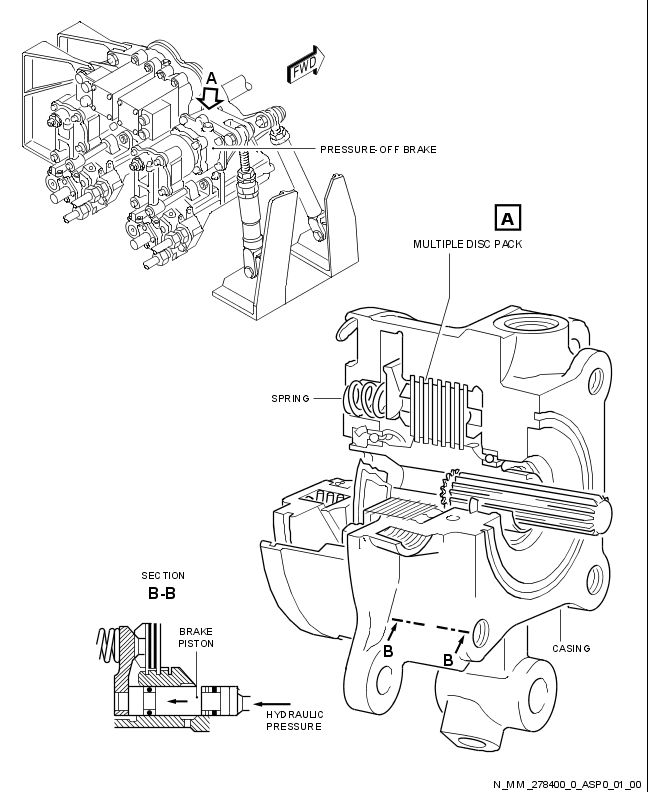 A
FWD
PRESSURE-OFF BRAKE
A
MULTIPLE DISC PACK
SPRING
SECTION
B-B
BRAKE
PISTON
HYDRAULIC
PRESSURE
B
B
CASING
N_MM_278400_0_ASP0_01_00